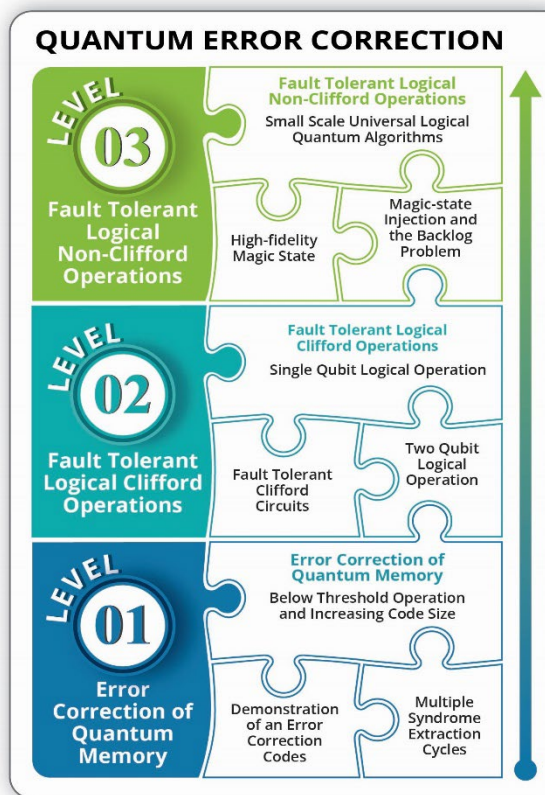 QUANTUM ERROR CORRECTION
LEVEL
03
Fault Tolerant
Logical
Non-Clifford
Operations
Fault Tolerant Logical
Non-Clifford Operations
Small Scale Universal Logical
Quantum Algorithms
High-fidelity
Magic State
Magic-state
Injection and
the Backlog
Problem
LEVEL
02
Fault Tolerant
Logical Clifford
Operations
Fault Tolerant Logical
Clifford Operations
Single Qubit Logical Operation
Fault Tolerant
Clifford
Circuits
Two Qubit
Logical
Operation
LEVEL
01
Error
Correction of
Quantum
Memory
Error Correction of
Quantum Memory
Below Threshold Operation
and Increasing Code Size
Demonstration
of an Error
Correction
Codes
Multiple
Syndrome
Extraction
Cycles